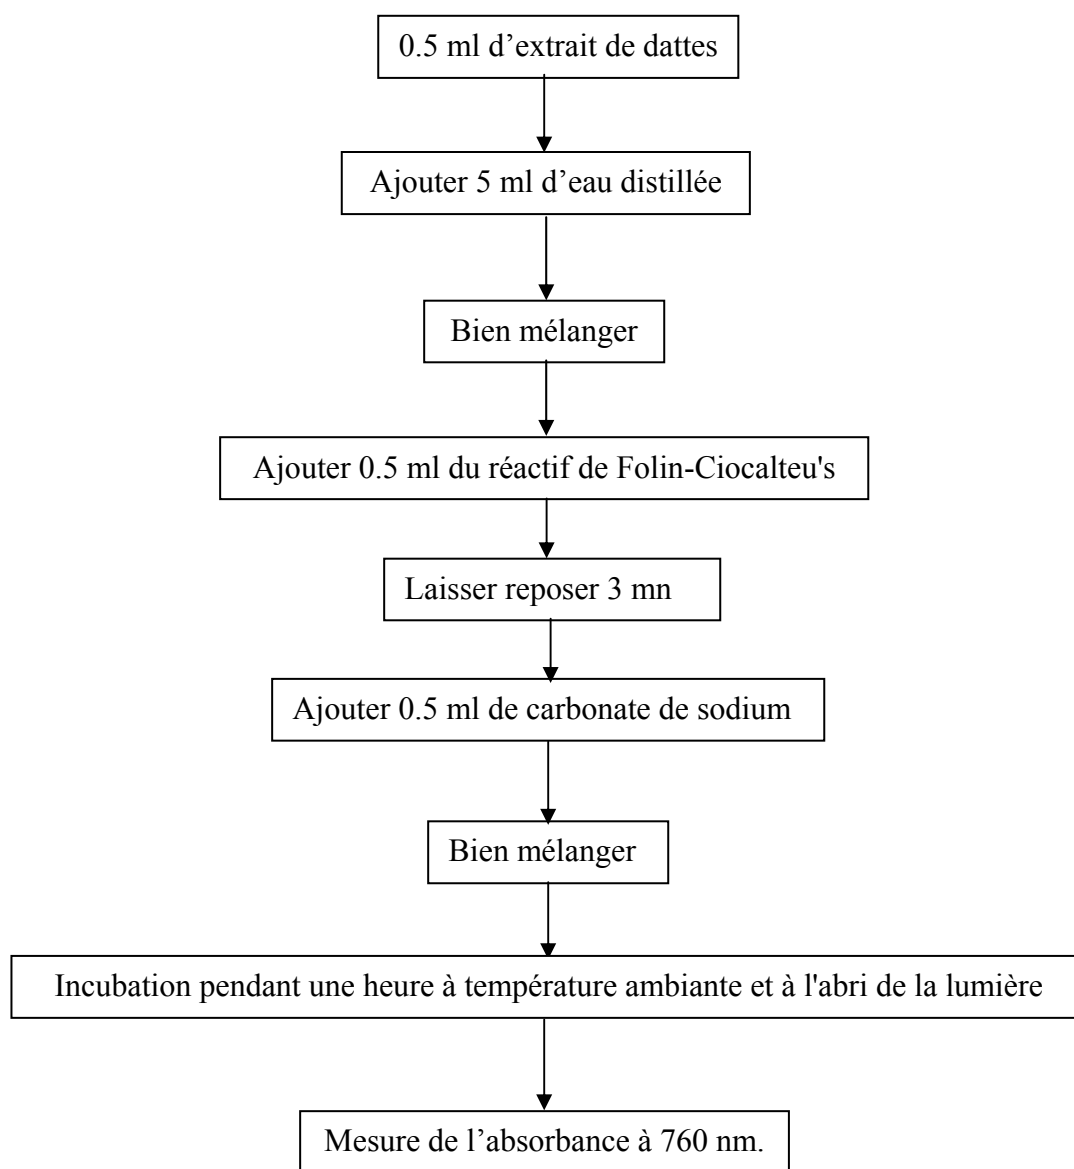 0.5 ml d’extrait de dattes
Ajouter 5 ml d’eau distillée
Bien mélanger
Ajouter 0.5 ml du réactif de Folin-Ciocalteu's
Laisser reposer 3 mn
Ajouter 0.5 ml de carbonate de sodium
Bien mélanger
Incubation pendant une heure à température ambiante et à l'abri de la lumière
Mesure de l’absorbance à 760 nm.